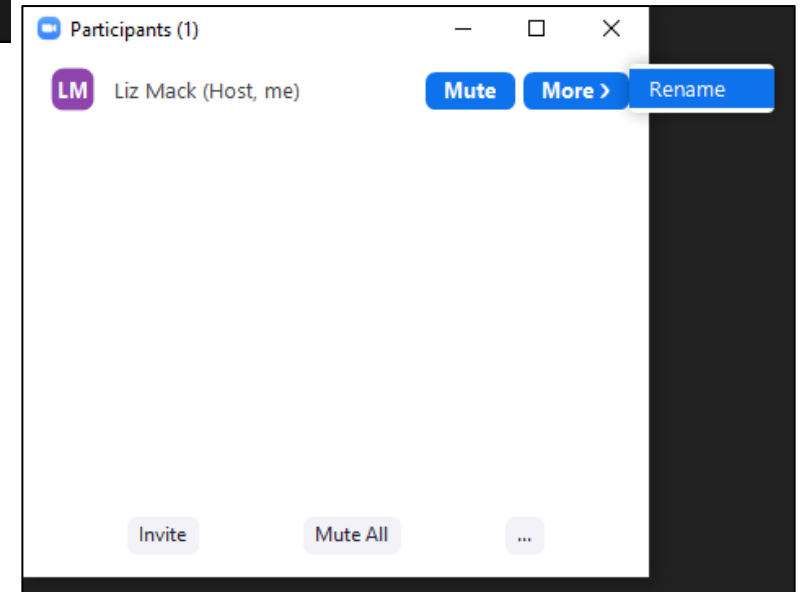 Participants (1)
LM Liz Mack (Host, me) Mute More > Rename
Invite Mute All ...